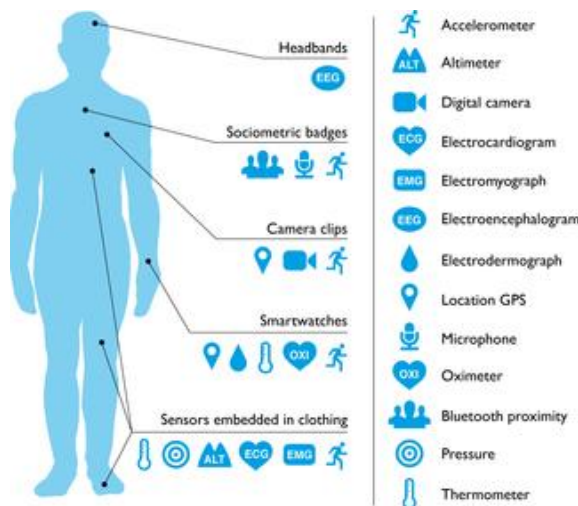 Headbands
EEG
Sociometric badges
Camera clips
Smartwatches
OXI
Sensors embedded in clothing
ALT ECG EMG
Accelerometer
ALT Altimeter
Digital camera
ECG Electrocardiogram
EMG Electromyograph
EEG Electroencephalogram
Electrodermograph
Location GPS
Microphone
OXI Oximeter
Bluetooth proximity
Pressure
Thermometer